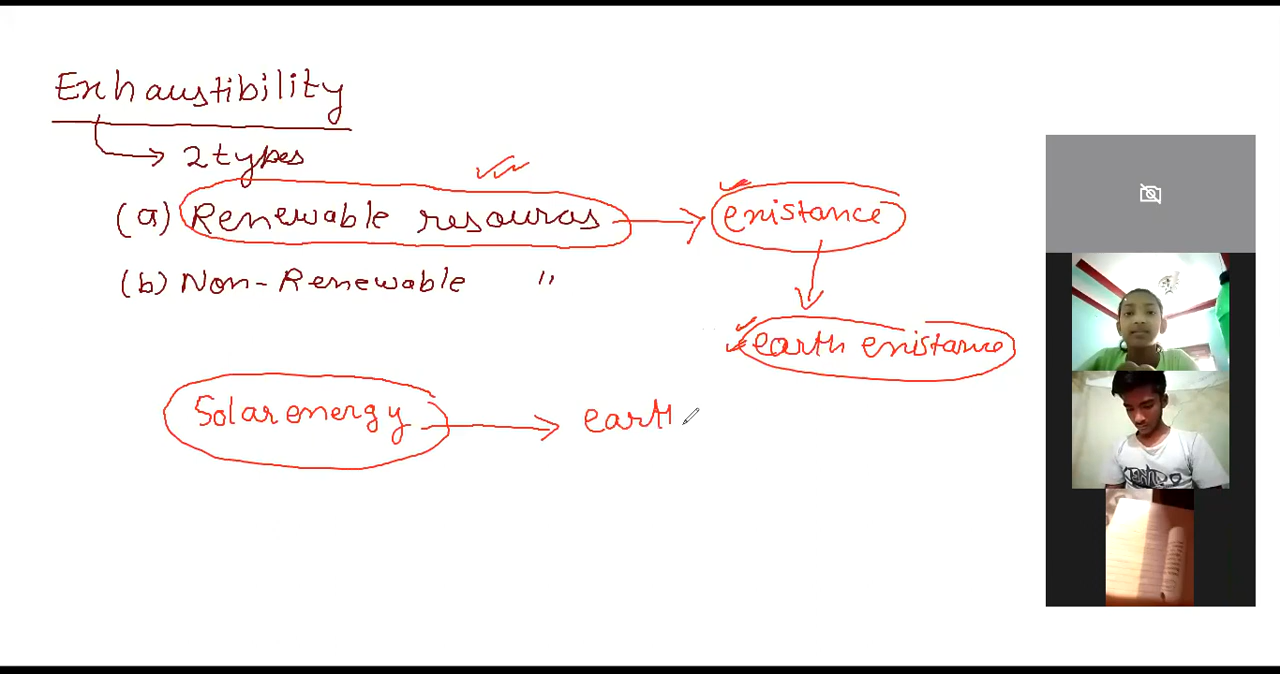 Exhaustibility
→ 2 types
(a) Renewable resources → existance
(b) Non-Renewable "
earth existance
Solar energy → earth